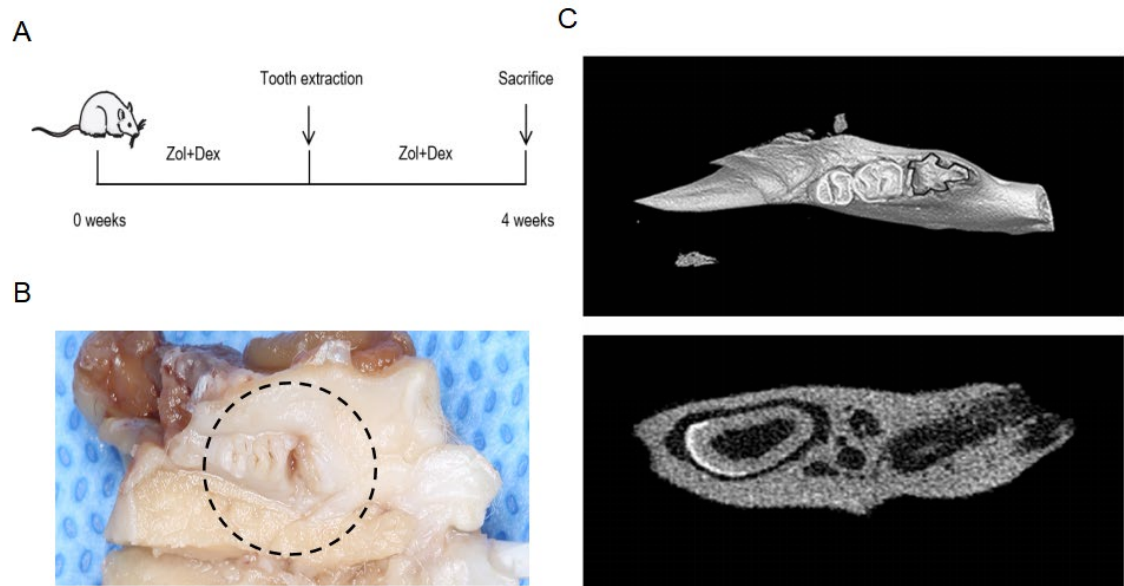 A
Tooth extraction
Sacrifice
Zol+Dex
Zol+Dex
0 weeks
4 weeks
B
C